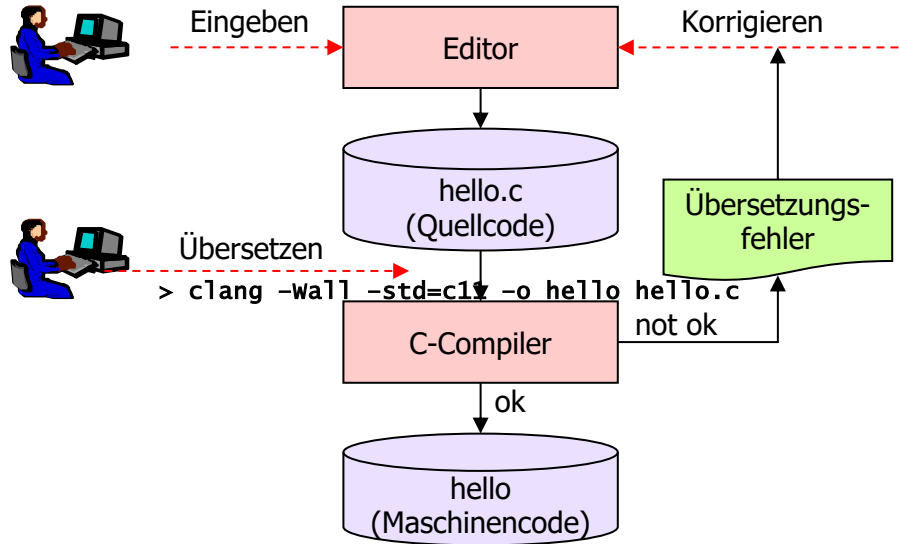 Eingeben
Editor
Korrigieren
hello.c
(Quellcode)
Übersetzungs-
fehler
Übersetzen
> clang -Wall -std=c11 -o hello hello.c
C-Compiler
not ok
ok
hello
(Maschinencode)